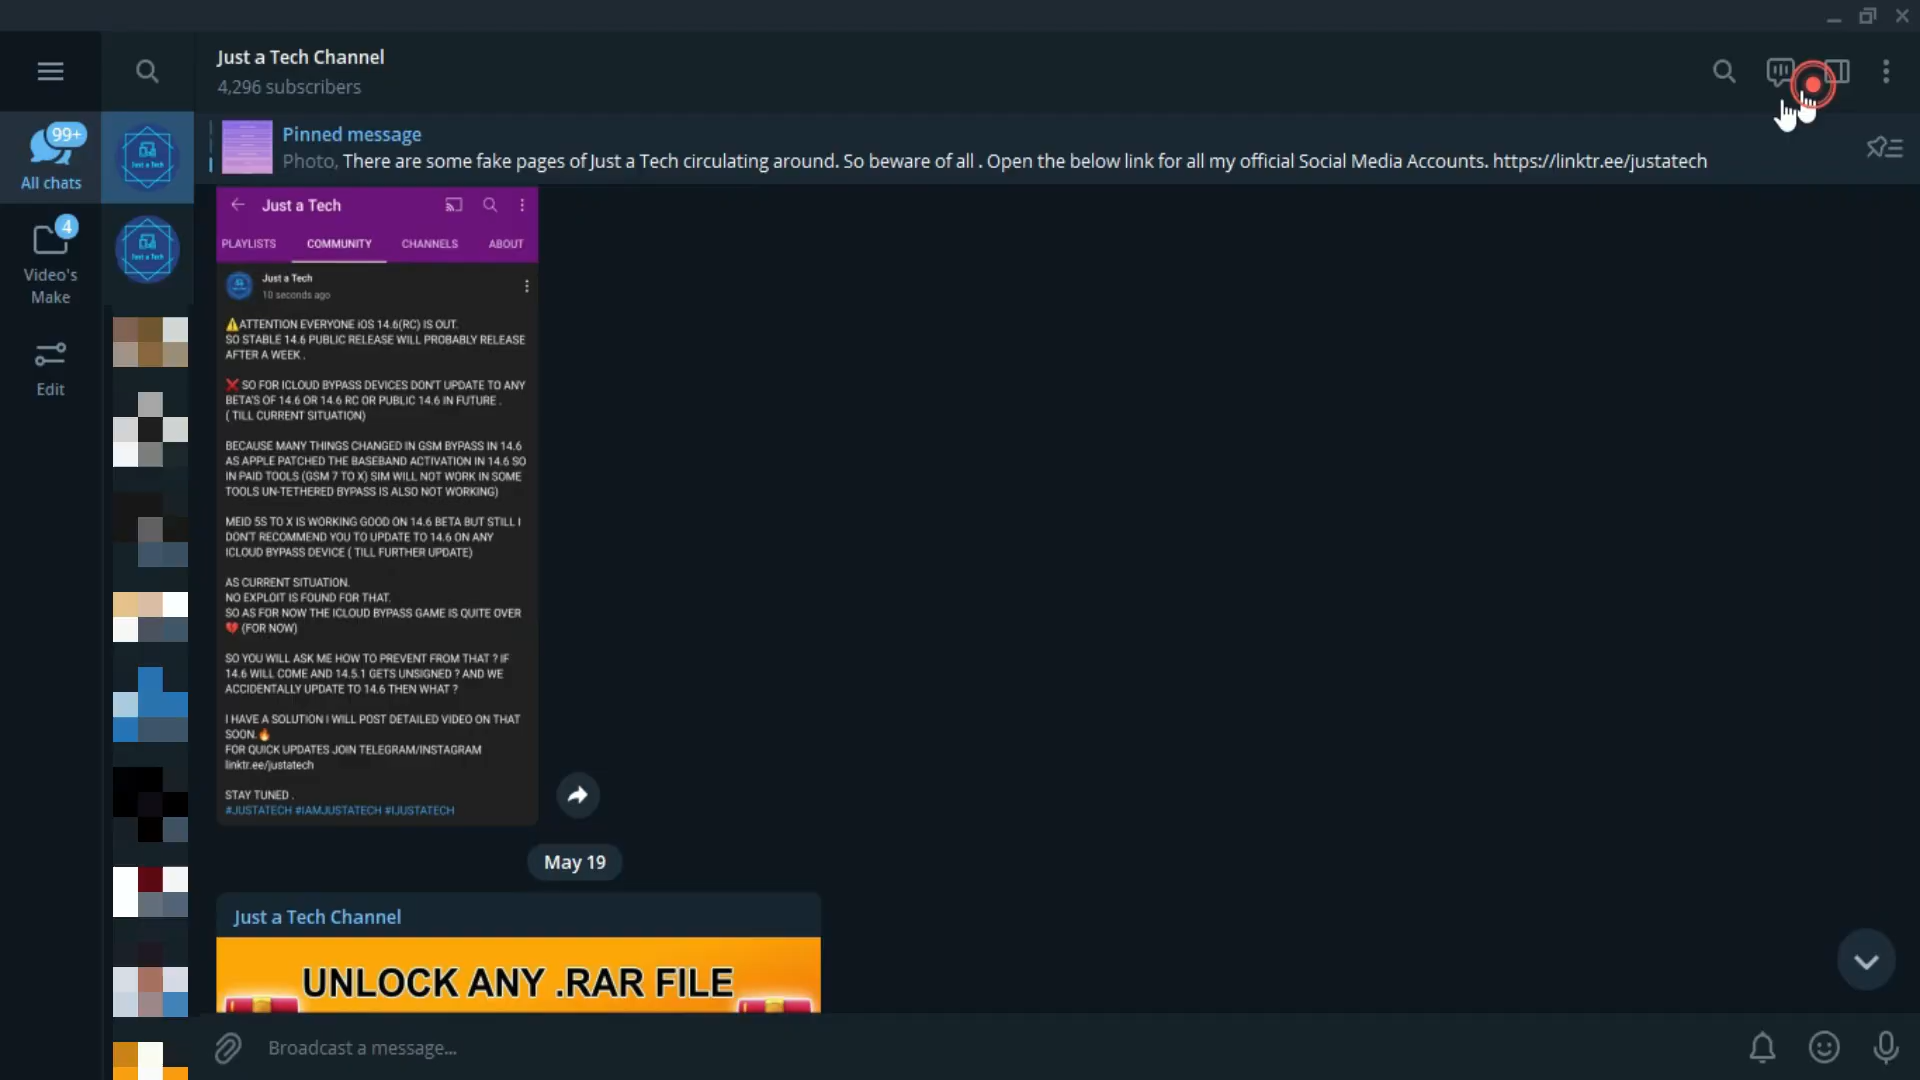 Just a Tech Channel
4,296 subscribers
99+
All chats
4
Video's
Make
Edit
Just a Tech
Just a Tech
Pinned message
Photo, There are some fake pages of Just a Tech circulating around. So beware of all . Open the below link for all my official Social Media Accounts. https://linktr.ee/justatech
Just a Tech
PLAYLISTS COMMUNITY CHANNELS ABOUT
Just a Tech
10 seconds ago
⚠️ATTENTION EVERYONE iOS 14.6(RC) IS OUT.
SO STABLE 14.6 PUBLIC RELEASE WILL PROBABLY RELEASE
AFTER A WEEK .
❌ SO FOR ICLOUD BYPASS DEVICES DON'T UPDATE TO ANY
BETA'S OF 14.6 OR 14.6 RC OR PUBLIC 14.6 IN FUTURE .
( TILL CURRENT SITUATION)
BECAUSE MANY THINGS CHANGED IN GSM BYPASS IN 14.6
AS APPLE PATCHED THE BASEBAND ACTIVATION IN 14.6 SO
IN PAID TOOLS (GSM 7 TO X) SIM WILL NOT WORK IN SOME
TOOLS UN-TETHERED BYPASS IS ALSO NOT WORKING)
MEID 5S TO X IS WORKING GOOD ON 14.6 BETA BUT STILL I
DON'T RECOMMEND YOU TO UPDATE TO 14.6 ON ANY
ICLOUD BYPASS DEVICE ( TILL FURTHER UPDATE)
AS CURRENT SITUATION.
NO EXPLOIT IS FOUND FOR THAT.
SO AS FOR NOW THE ICLOUD BYPASS GAME IS QUITE OVER
💔 (FOR NOW)
SO YOU WILL ASK ME HOW TO PREVENT FROM THAT ? IF
14.6 WILL COME AND 14.5.1 GETS UNSIGNED ? AND WE
ACCIDENTALLY UPDATE TO 14.6 THEN WHAT ?
I HAVE A SOLUTION I WILL POST DETAILED VIDEO ON THAT
SOON.🔥
FOR QUICK UPDATES JOIN TELEGRAM/INSTAGRAM
linktr.ee/justatech
STAY TUNED .
#JUSTATECH #IAMJUSTATECH #IJUSTATECH
May 19
Just a Tech Channel
UNLOCK ANY .RAR FILE
Broadcast a message...